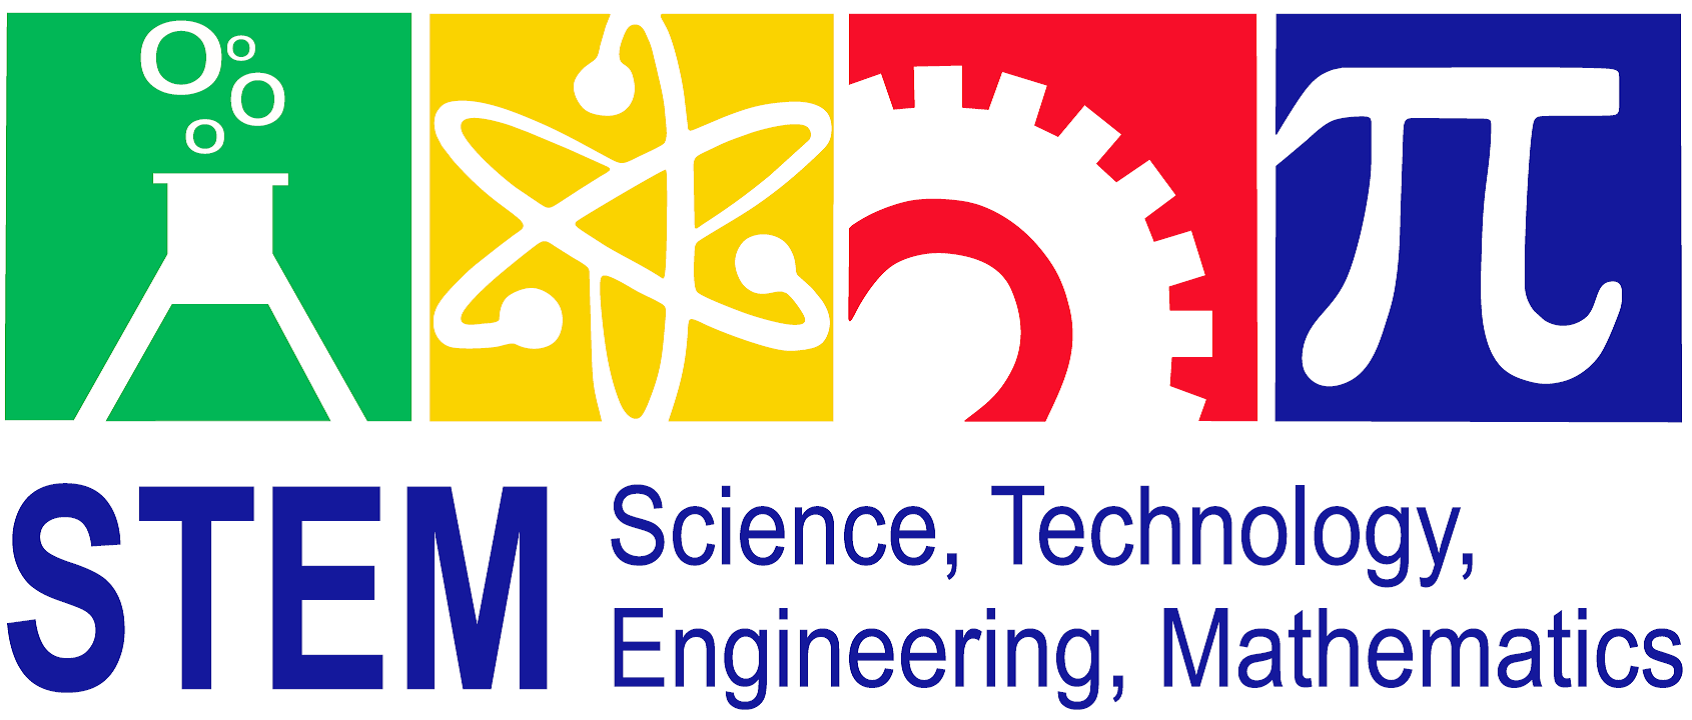 π
STEM
Science, Technology,
Engineering, Mathematics